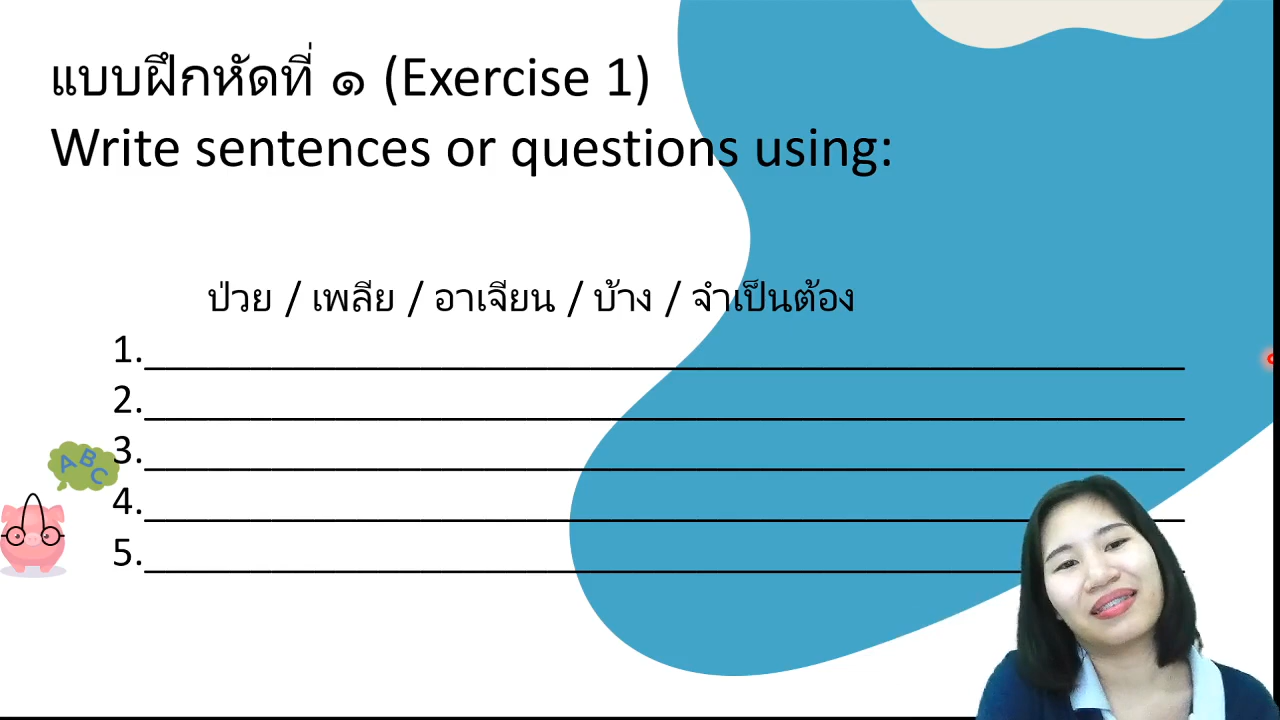 แบบฝึกหัดที่ ๑ (Exercise 1)
Write sentences or questions using:
ป่วย / เพลีย / อาเจียน / บ้าง / จำเป็นต้อง
1.
2.
3.
4.
5.
A B C